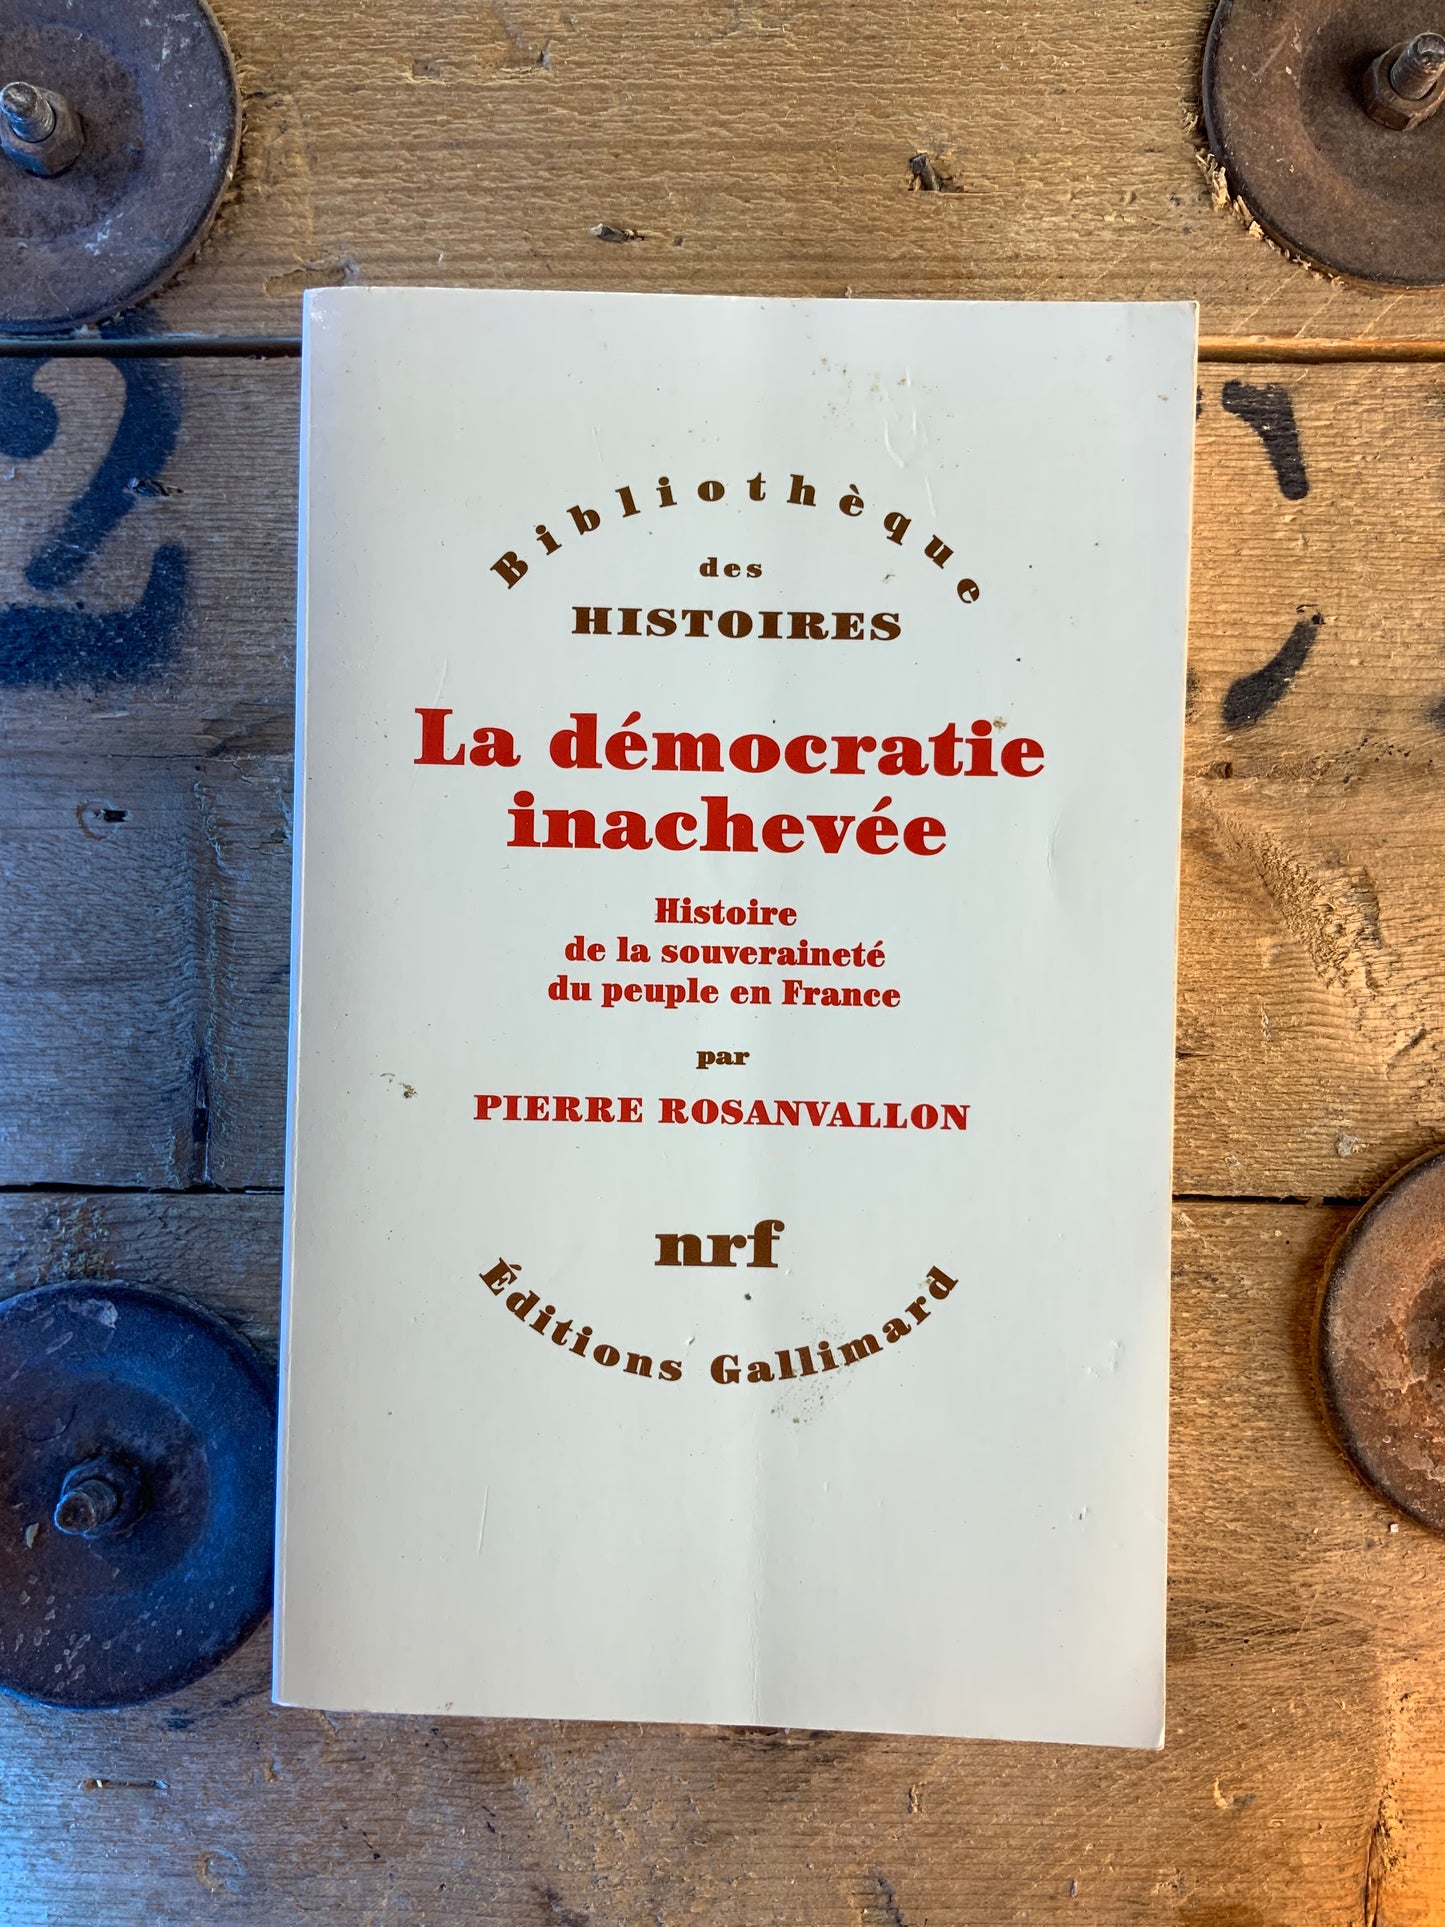 Bibliothèque
des
HISTOIRES
La démocratie
inachevée
Histoire
de la souveraineté
du peuple en France
par
PIERRE ROSANVALLON
nrf
Éditions Gallimard
2